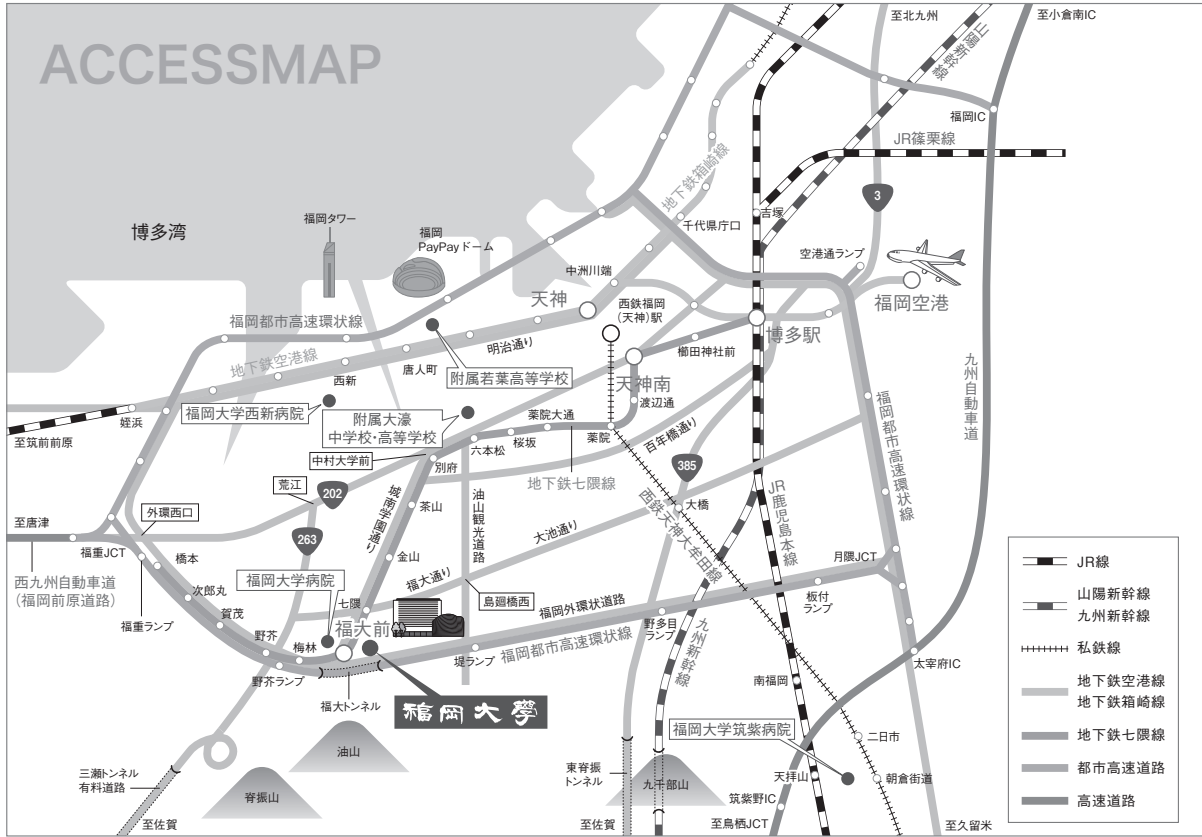 ACCESSMAP
至北九州
至小倉南IC
山陽新幹線
福岡IC
JR篠栗線
地下鉄箱崎線
3
吉塚
千代県庁口
福岡タワー
福岡
PayPayドーム
博多湾
空港通ランプ
中洲川端
福岡空港
天神
西鉄福岡
(天神)駅
博多駅
福岡都市高速環状線
明治通り
櫛田神社前
地下鉄空港線
唐人町
西新
附属若葉高等学校
天神南
九州自動車道
渡辺通
福岡大学西新病院
附属大濠
中学校・高等学校
薬院大通
姪浜
至筑前前原
桜坂
薬院
六本松
百年橋通り
福岡都市高速環状線
中村大学前
別府
地下鉄七隈線
385
荒江
202
城南学園通り
茶山
油山観光道路
大橋
JR鹿児島本線
西鉄天神大牟田線
至唐津
外環西口
263
大池通り
福重JCT
橋本
金山
月隈JCT
西九州自動車道
(福岡前原道路)
次郎丸
福岡大学病院
福大通り
島廻橋西
板付
ランプ
福重ランプ
賀茂
七隈
福岡外環状道路
野多目
ランプ
野芥
梅林
福大前
福岡都市高速環状線
堤ランプ
九州新幹線
太宰府IC
野芥ランプ
福大トンネル
福岡大學
南福岡
福岡大学筑紫病院
油山
二日市
三瀬トンネル
有料道路
脊振山
東脊振
トンネル
九千部山
天拝山
朝倉街道
筑紫野IC
至佐賀
至佐賀
至鳥栖JCT
至久留米
JR線
山陽新幹線
九州新幹線
私鉄線
地下鉄空港線
地下鉄箱崎線
地下鉄七隈線
都市高速道路
高速道路